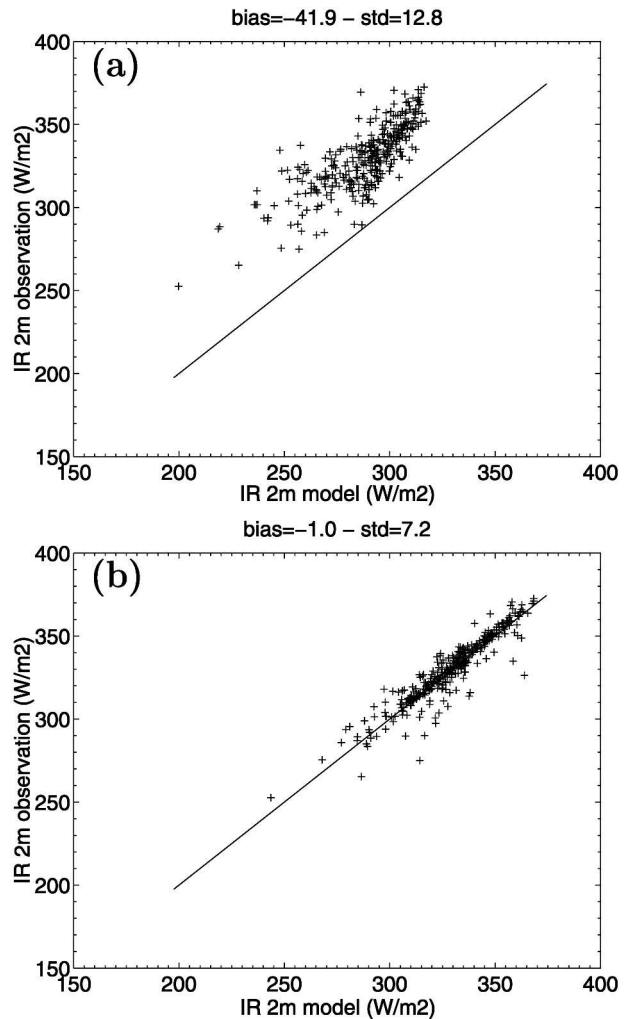 bias=−41.9 − std=12.8
(a)
400
350
300
250
200
150
IR 2m observation (W/m2)
150 200 250 300 350 400
IR 2m model (W/m2)
bias=−1.0 − std=7.2
(b)
400
350
300
250
200
150
IR 2m observation (W/m2)
150 200 250 300 350 400
IR 2m model (W/m2)